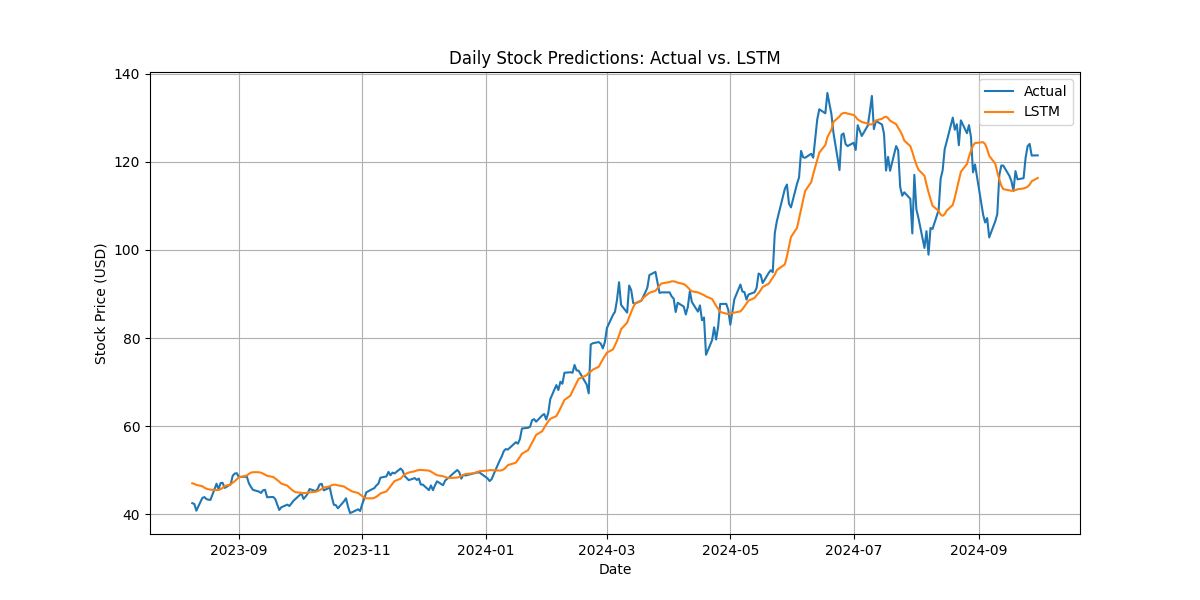 Daily Stock Predictions: Actual vs. LSTM
Actual
LSTM
Stock Price (USD)
140
120
100
80
60
40
2023-09
2023-11
2024-01
2024-03
2024-05
2024-07
2024-09
Date